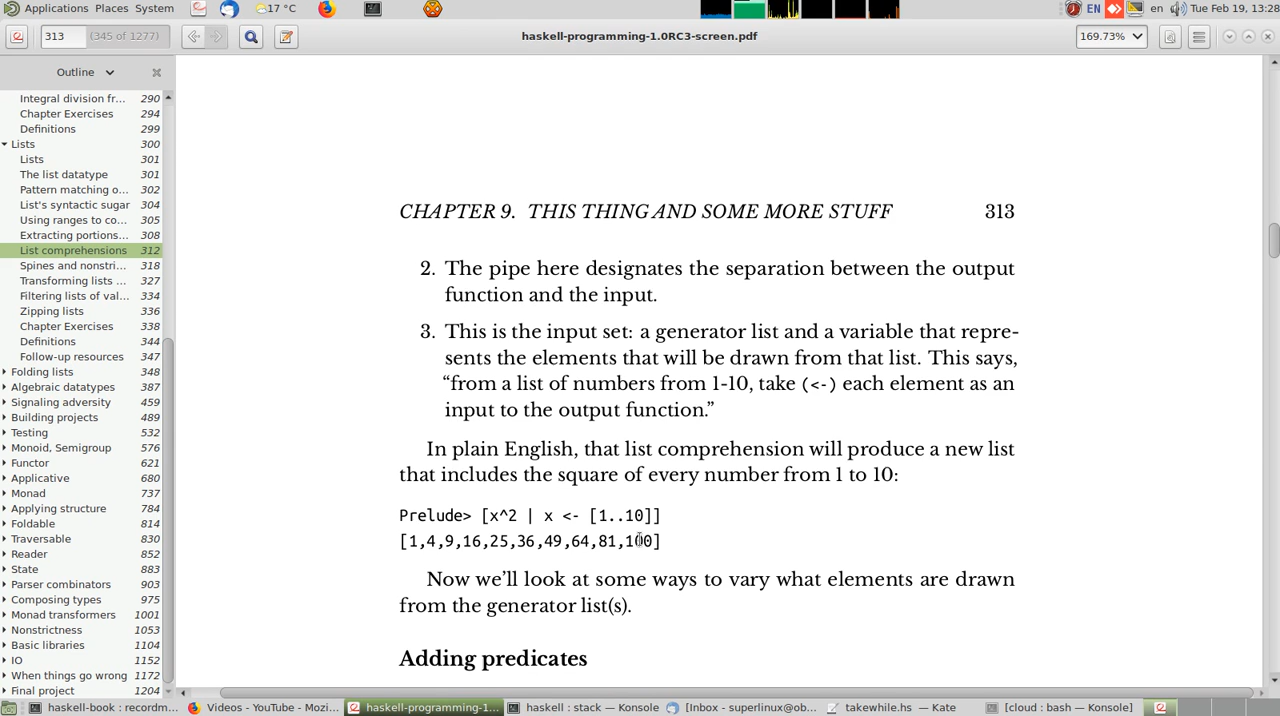 Applications Places System
17 °C
EN
en
Tue Feb 19, 13:28
313
(345 of 1277)
haskell-programming-1.0RC3-screen.pdf
169.73%
Outline
Integral division fr... 290
Chapter Exercises 294
Definitions 299
Lists 300
Lists 301
The list datatype 301
Pattern matching o... 302
List's syntactic sugar 304
Using ranges to co... 305
Extracting portions... 308
List comprehensions 312
Spines and nonstri... 318
Transforming lists ... 327
Filtering lists of val... 334
Zipping lists 336
Chapter Exercises 338
Definitions 344
Follow-up resources 347
Folding lists 348
Algebraic datatypes 387
Signaling adversity 459
Building projects 489
Testing 532
Monoid, Semigroup 544
Functor 621
Applicative 680
Monad 737
Applying structure 784
Foldable 814
Traversable 830
Reader 852
State 883
Parser combinators 930
Composing types 975
Monad transformers 1001
Nonstrictness 1053
Basic libraries 1104
IO 1152
When things go wrong 1172
Final project 1204
CHAPTER 9. THIS THING AND SOME MORE STUFF 313
2. The pipe here designates the separation between the output
function and the input.
3. This is the input set: a generator list and a variable that repre-
sents the elements that will be drawn from that list. This says,
“from a list of numbers from 1-10, take (<-) each element as an
input to the output function.”
In plain English, that list comprehension will produce a new list
that includes the square of every number from 1 to 10:
Prelude> [x^2 | x <- [1..10]]
[1,4,9,16,25,36,49,64,81,100]
Now we’ll look at some ways to vary what elements are drawn
from the generator list(s).
Adding predicates
haskell-book : recordm...
Videos - YouTube - Mozi...
haskell-programming-1...
haskell : stack — Konsole
[Inbox - superlinux@ob...
takewhile.hs — Kate
[cloud : bash — Konsole]